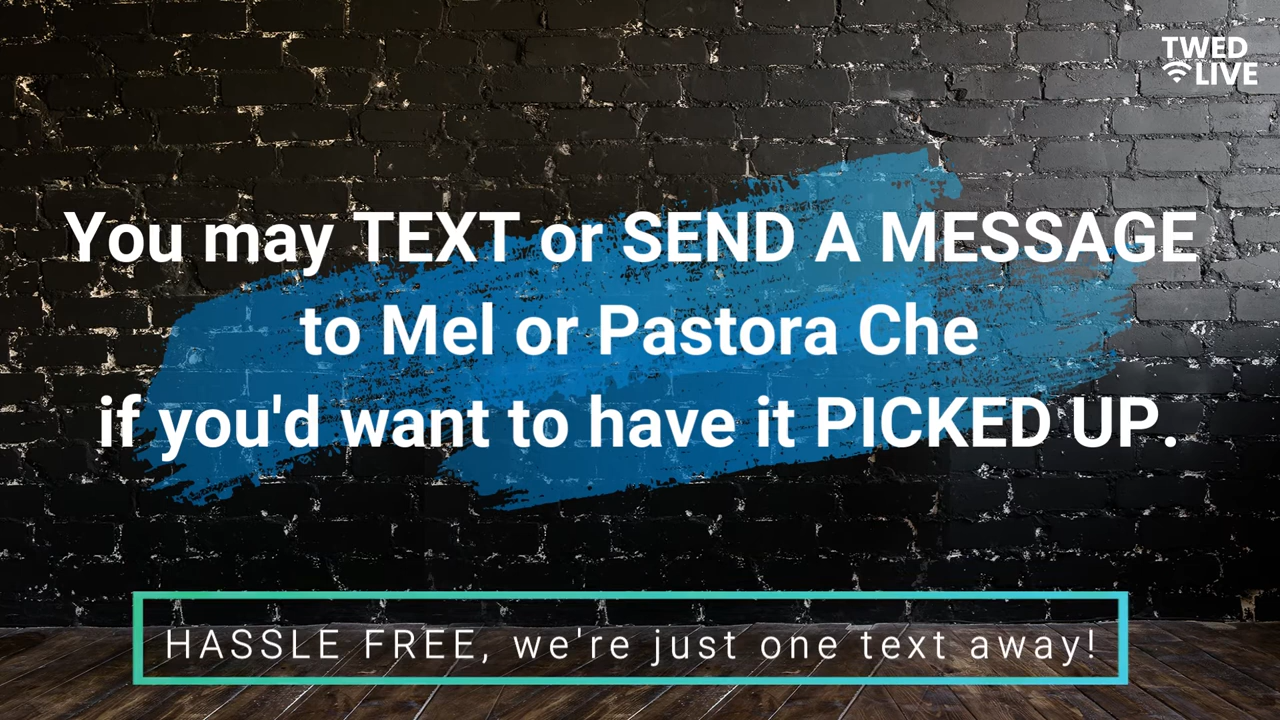 TWED
LIVE
You may TEXT or SEND A MESSAGE
to Mel or Pastora Che
if you'd want to have it PICKED UP.
HASSLE FREE, we're just one text away!